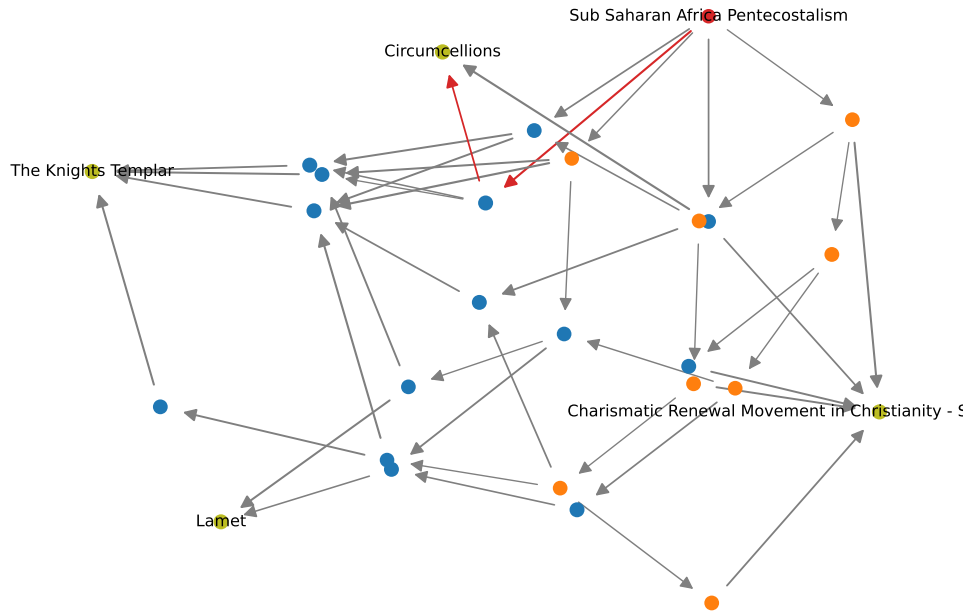 Sub Saharan Africa Pentecostalism
Circumcellions
The Knights Templar
Charismatic Renewal Movement in Christianity - S
Lamet